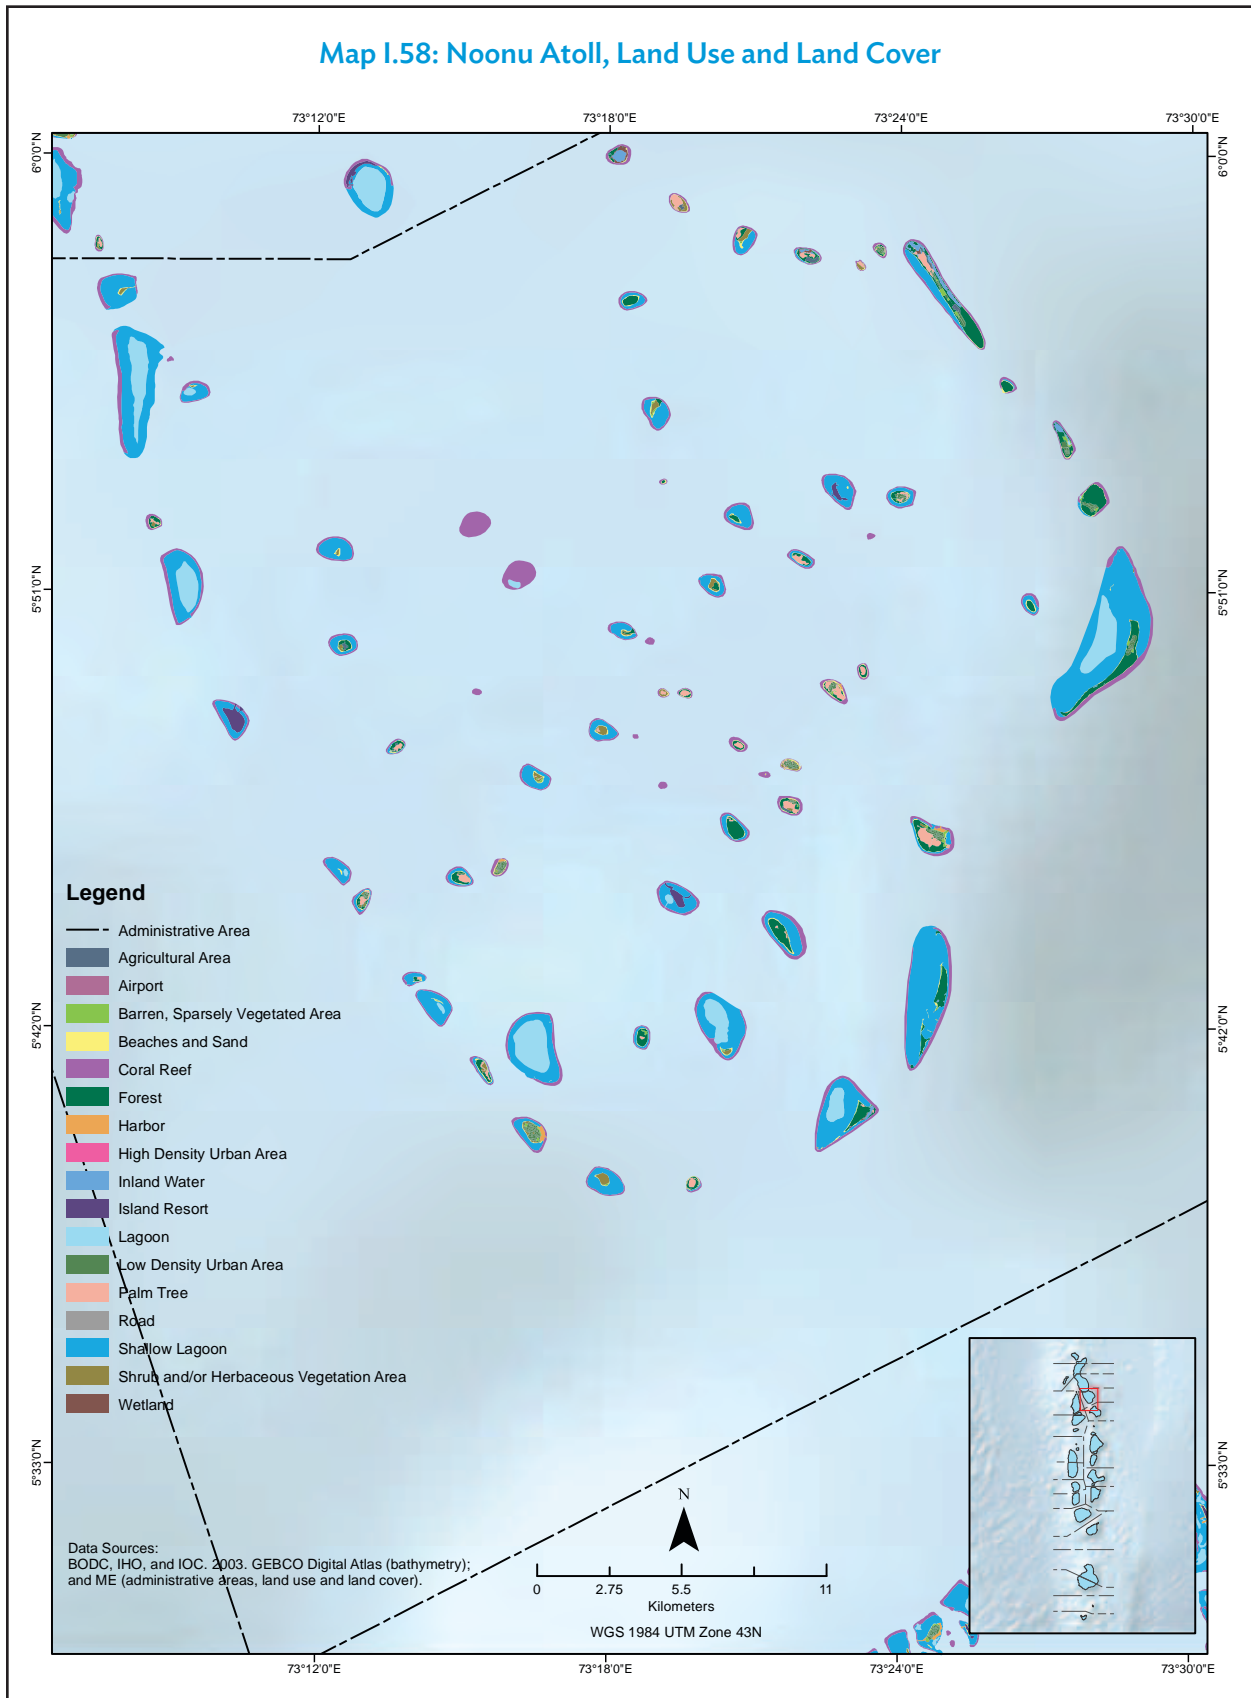 Map I.58: Noonu Atoll, Land Use and Land Cover
73°12'0"E
73°18'0"E
73°24'0"E
73°30'0"E
6°0'0"N
6°0'0"N
5°51'0"N
5°51'0"N
5°42'0"N
5°42'0"N
5°33'0"N
5°33'0"N
Legend
Administrative Area
Agricultural Area
Airport
Barren, Sparsely Vegetated Area
Beaches and Sand
Coral Reef
Forest
Harbor
High Density Urban Area
Inland Water
Island Resort
Lagoon
Low Density Urban Area
Palm Tree
Road
Shallow Lagoon
Shrub and/or Herbaceous Vegetation Area
Wetland
Data Sources:
BODC, IHO, and IOC. 2003. GEBCO Digital Atlas (bathymetry);
and ME (administrative areas, land use and land cover).
N
0
2.75
5.5
11
Kilometers
WGS 1984 UTM Zone 43N
73°12'0"E
73°18'0"E
73°24'0"E
73°30'0"E